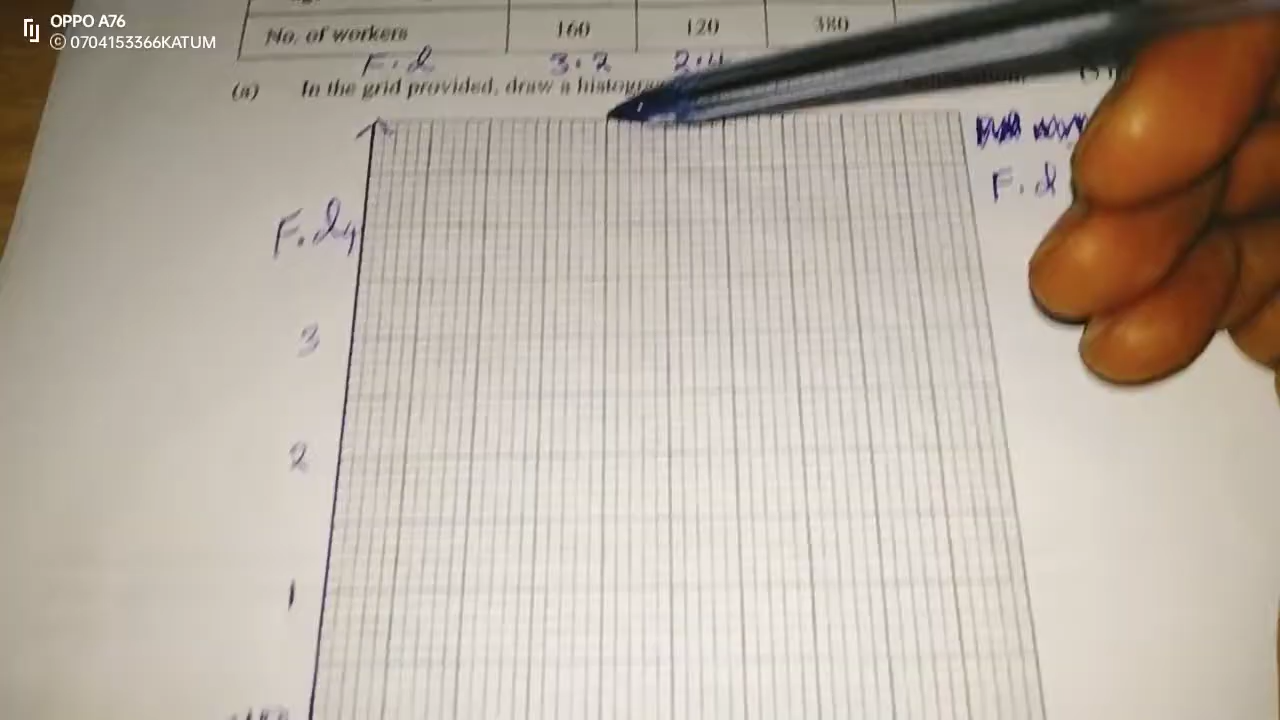 OPPO A76
© 0704153366KATUM
No. of workers 160 120 380
F.d 3.2 2.4
(a) In the grid provided, draw a histogram
F.d
F.d 4
3
2
1